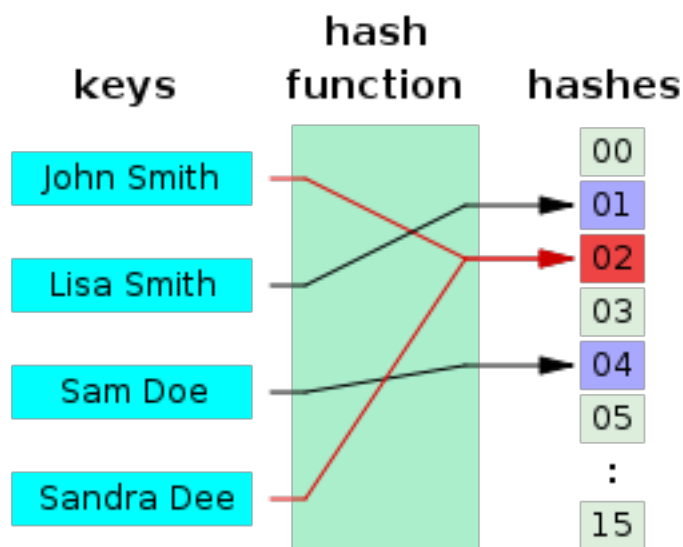 keys
hash
function
hashes
John Smith
Lisa Smith
Sam Doe
Sandra Dee
00
01
02
03
04
05
:
15